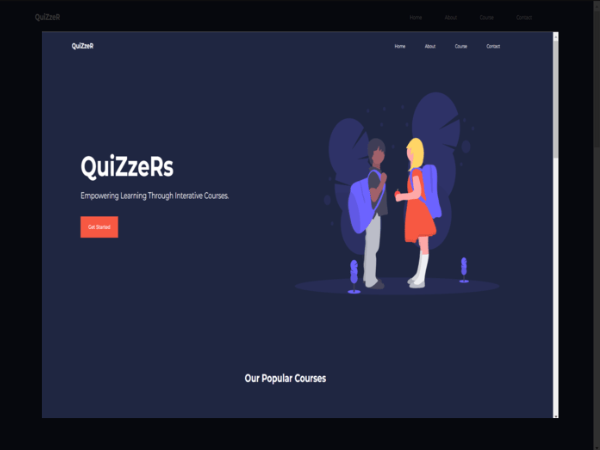 QuiZzeR
Home About Course Contact
QuiZzeR
Home About Course Contact
QuiZzeRs
Empowering Learning Through Interative Courses.
Get Started
Our Popular Courses